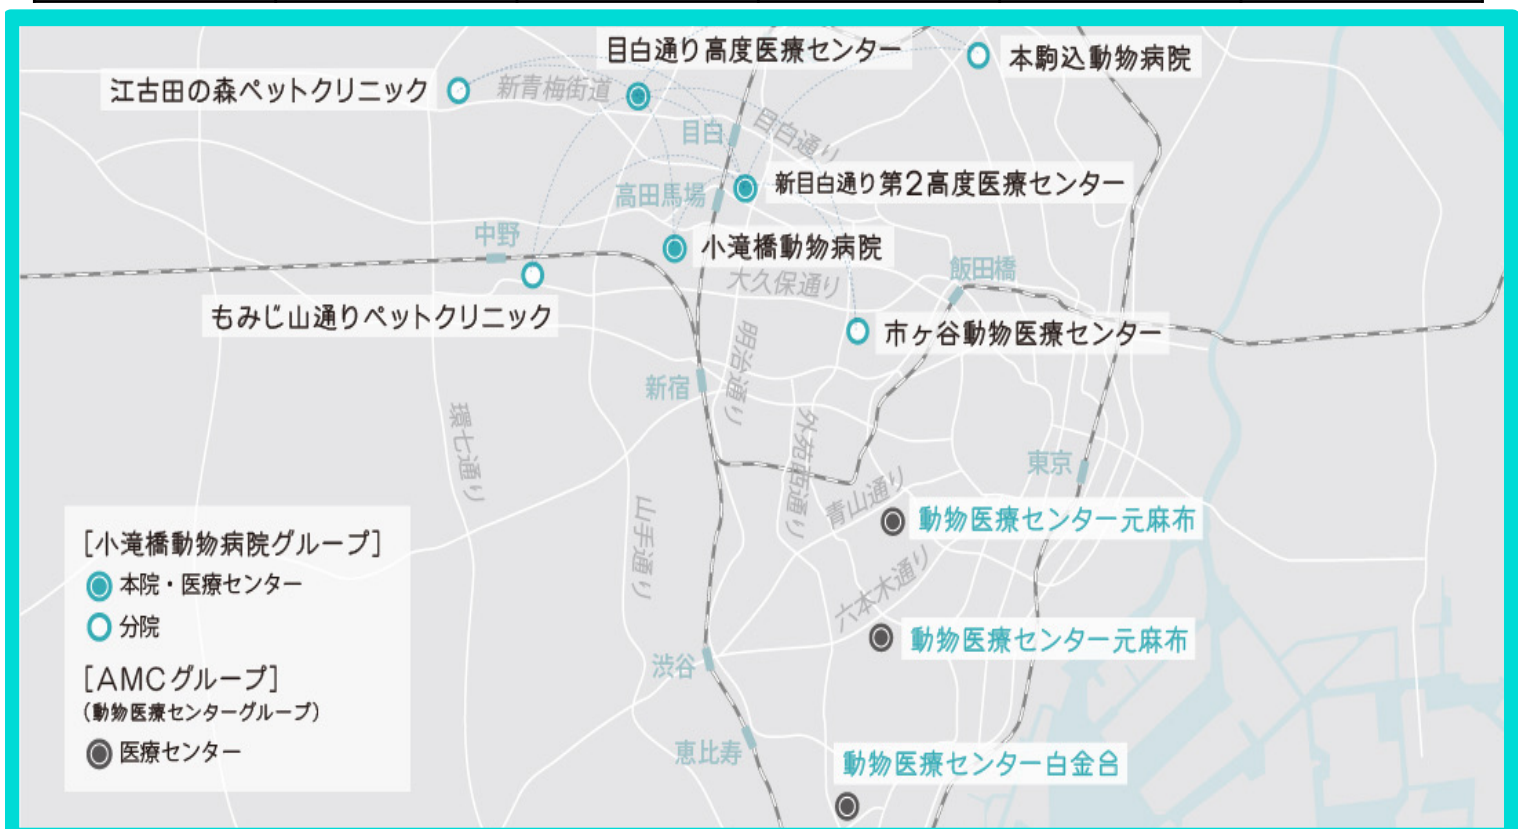 目白通り高度医療センター
本駒込動物病院
江古田の森ペットクリニック
新青梅街道
目白
目白通り
新目白通り第2高度医療センター
高田馬場
中野
小滝橋動物病院
飯田橋
大久保通り
もみじ山通りペットクリニック
市ヶ谷動物医療センター
明治通り
新宿
環七通り
外苑西通り
東京
青山通り
動物医療センター元麻布
山手通り
[小滝橋動物病院グループ]
本院・医療センター
分院
六本木通り
動物医療センター元麻布
渋谷
[AMCグループ]
(動物医療センターグループ)
医療センター
恵比寿
動物医療センター白金台